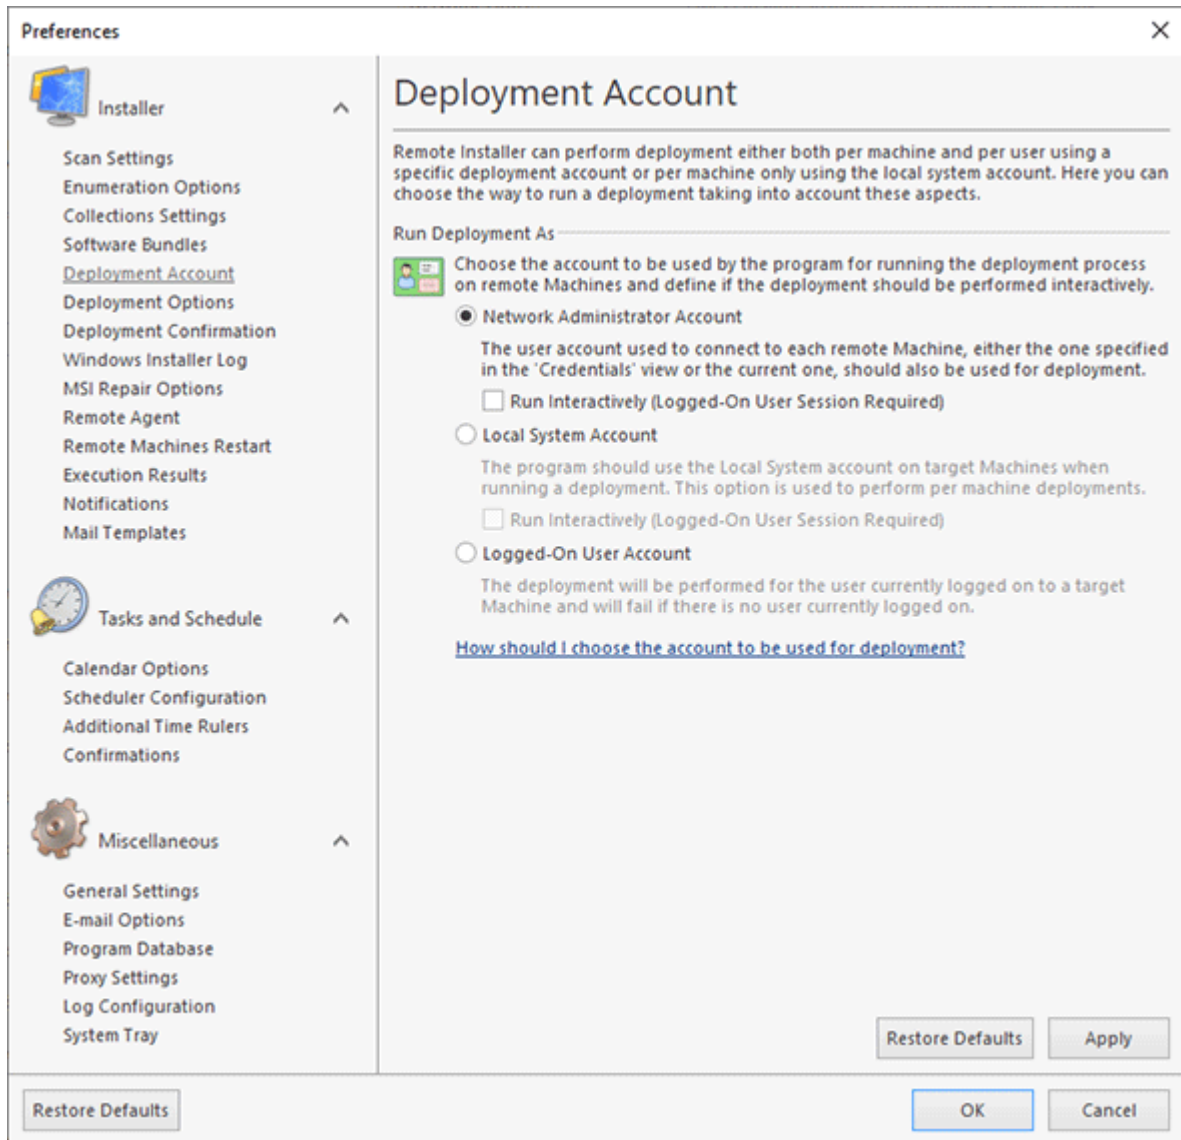 Preferences
Installer
Scan Settings
Enumeration Options
Collections Settings
Software Bundles
Deployment Account
Deployment Options
Deployment Confirmation
Windows Installer Log
MSI Repair Options
Remote Agent
Remote Machines Restart
Execution Results
Notifications
Mail Templates
Tasks and Schedule
Calendar Options
Scheduler Configuration
Additional Time Rulers
Confirmations
Miscellaneous
General Settings
E-mail Options
Program Database
Proxy Settings
Log Configuration
System Tray
Deployment Account
Remote Installer can perform deployment either both per machine and per user using a
specific deployment account or per machine only using the local system account. Here you can
choose the way to run a deployment taking into account these aspects.
Run Deployment As
Choose the account to be used by the program for running the deployment process
on remote Machines and define if the deployment should be performed interactively.
Network Administrator Account
The user account used to connect to each remote Machine, either the one specified
in the 'Credentials' view or the current one, should also be used for deployment.
Run Interactively (Logged-On User Session Required)
Local System Account
The program should use the Local System account on target Machines when
running a deployment. This option is used to perform per machine deployments.
Run Interactively (Logged-On User Session Required)
Logged-On User Account
The deployment will be performed for the user currently logged on to a target
Machine and will fail if there is no user currently logged on.
How should I choose the account to be used for deployment?
Restore Defaults
Apply
Restore Defaults
OK
Cancel